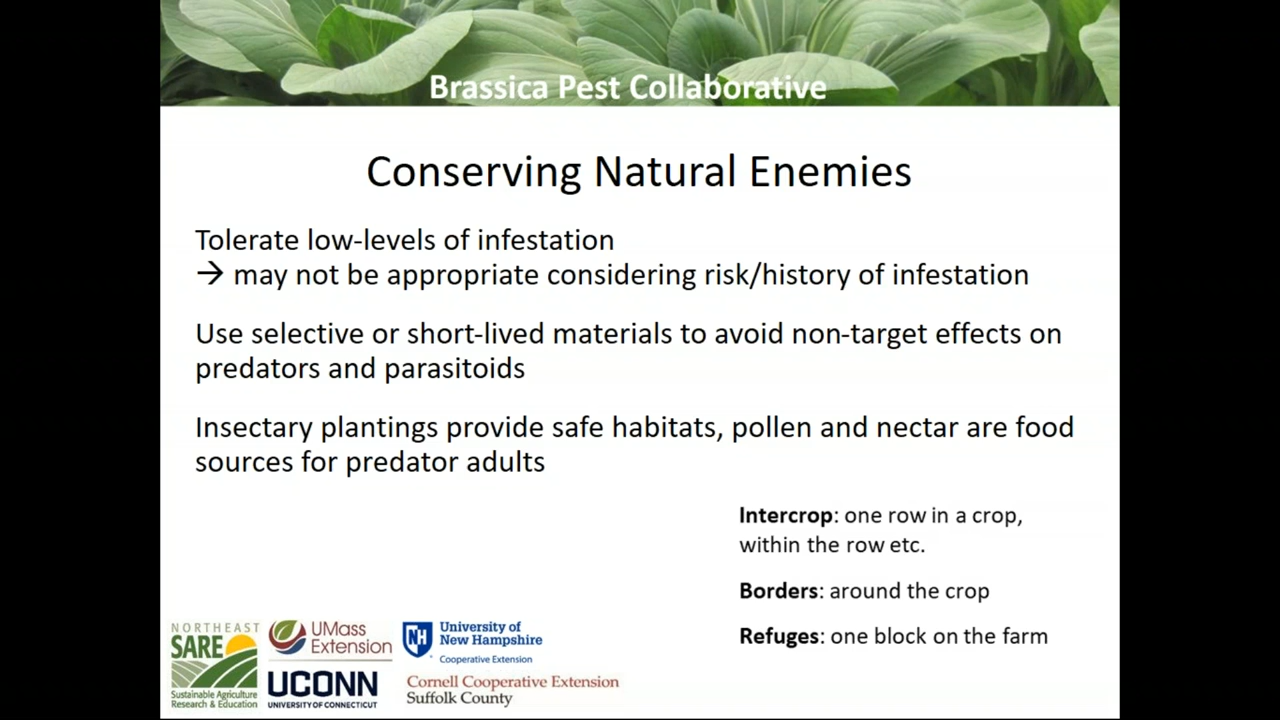 Brassica Pest Collaborative
Conserving Natural Enemies
Tolerate low-levels of infestation
→ may not be appropriate considering risk/history of infestation
Use selective or short-lived materials to avoid non-target effects on
predators and parasitoids
Insectary plantings provide safe habitats, pollen and nectar are food
sources for predator adults
Intercrop: one row in a crop,
within the row etc.
Borders: around the crop
Refuges: one block on the farm
NORTHEAST
SARE
Sustainable Agriculture
Research & Education
UMass
Extension
UCONN
UNIVERSITY OF CONNECTICUT
NH
University of
New Hampshire
Cooperative Extension
Cornell Cooperative Extension
Suffolk County